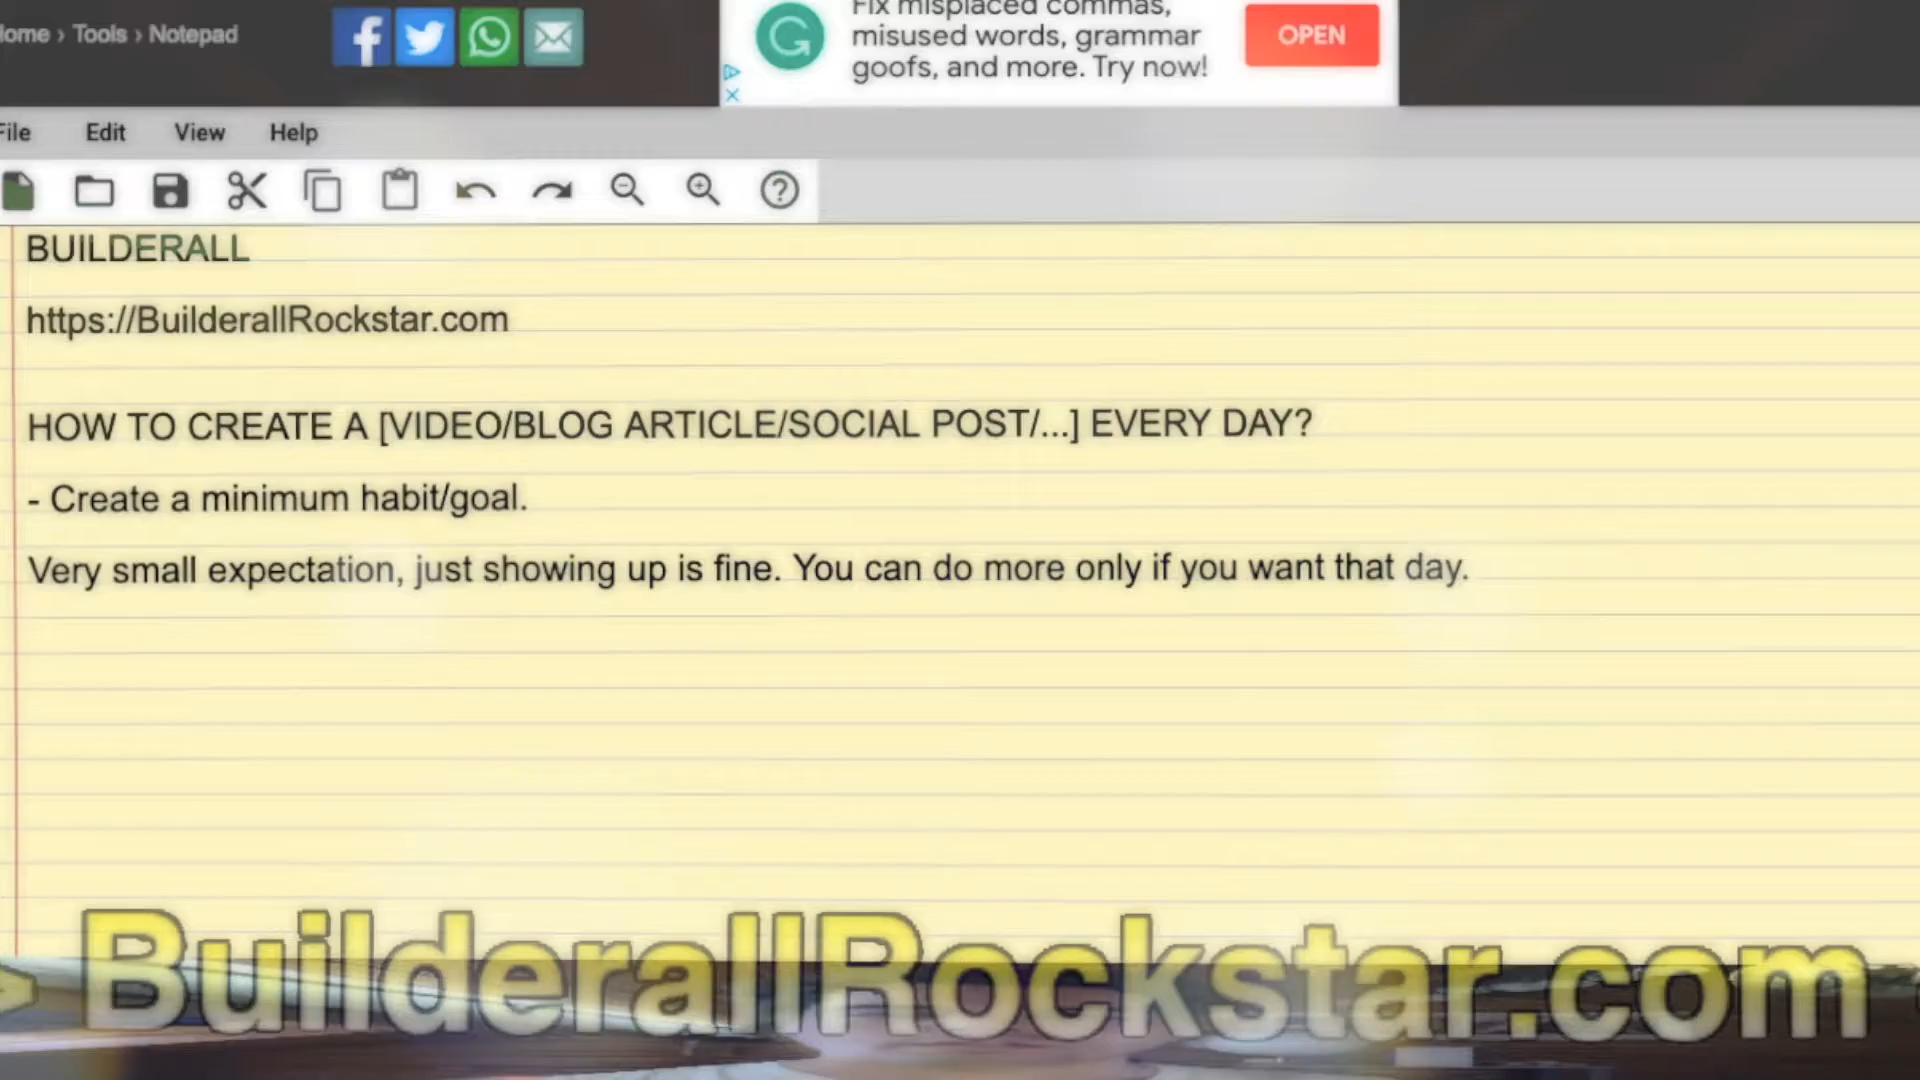 Home › Tools › Notepad
Fix misplaced commas,
misused words, grammar
goofs, and more. Try now!
OPEN
File Edit View Help
BUILDERALL
https://BuilderallRockstar.com
HOW TO CREATE A [VIDEO/BLOG ARTICLE/SOCIAL POST/...] EVERY DAY?
- Create a minimum habit/goal.
Very small expectation, just showing up is fine. You can do more only if you want that day.
> BuilderallRockstar.com